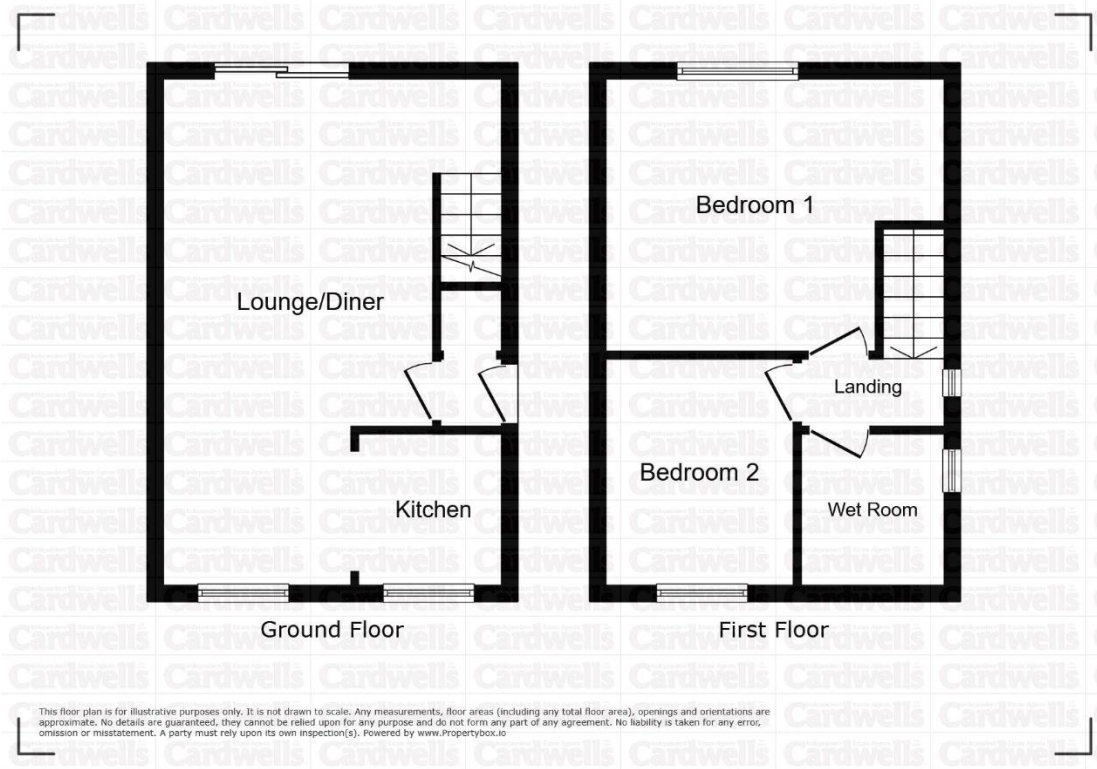 Cardwells
Bedroom 1
Lounge/Diner
Landing
Bedroom 2
Kitchen
Wet Room
Ground Floor
First Floor
This floor plan is for illustrative purposes only. It is not drawn to scale. Any measurements, floor areas (including any total floor area), openings and orientations are
approximate. No details are guaranteed, they cannot be relied upon for any purpose and do not form any part of any agreement. No liability is taken for any error,
omission or misstatement. A party must rely upon its own inspection(s). Powered by www.Propertybox.io